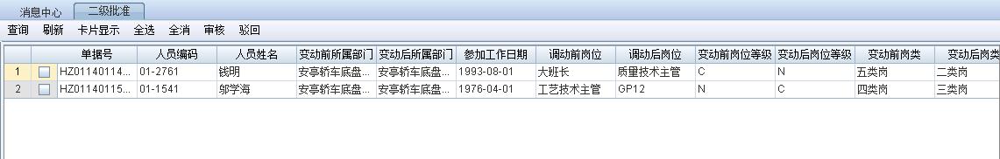 消息中心 二级批准
查询 刷新 卡片显示 全选 全消 审核 驳回
单据号 人员编码 人员姓名 变动前所属部门 变动后所属部门 参加工作日期 调动前岗位 调动后岗位 变动前岗位等级 变动后岗位等级 变动前岗类 变动后岗类
1 HZ01140114... 01-2761 钱明 安亭轿车底盘... 安亭轿车底盘... 1993-08-01 大班长 质量技术主管 C N 五类岗 二类岗
2 HZ01140115... 01-1541 邬学海 安亭轿车底盘... 安亭轿车底盘... 1976-04-01 工艺技术主管 GP12 N C 四类岗 三类岗